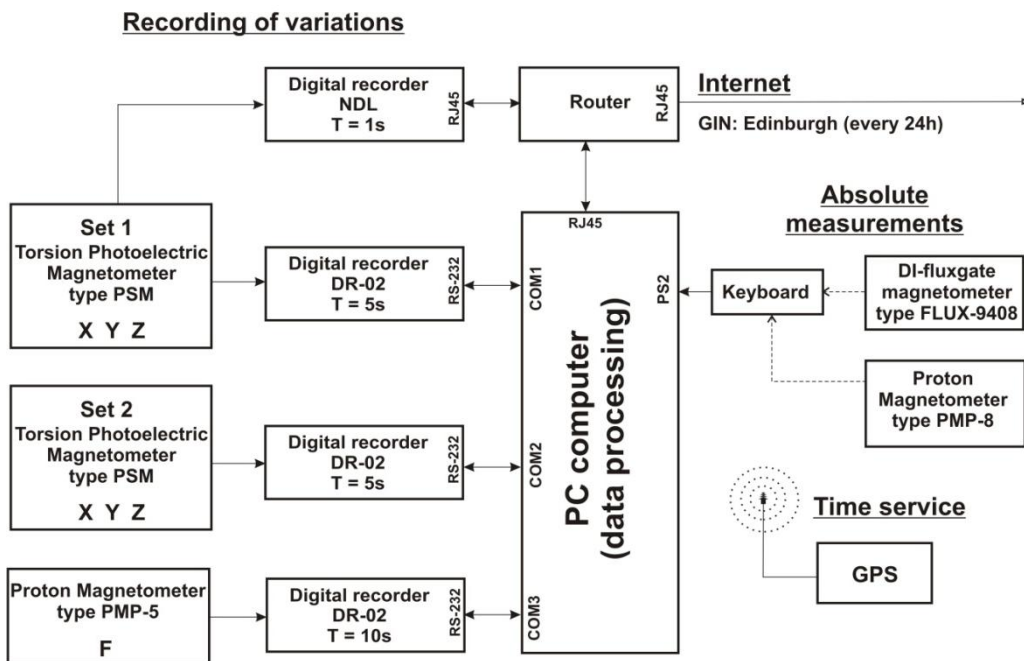 Recording of variations
Digital recorder
NDL
T = 1s
RJ45
Router
RJ45
Internet
GIN: Edinburgh (every 24h)
Set 1
Torsion Photoelectric
Magnetometer
type PSM
X Y Z
Digital recorder
DR-02
T = 5s
RS-232
COM1
RJ45
PC computer
(data processing)
PS2
Keyboard
Absolute
measurements
DI-fluxgate
magnetometer
type FLUX-9408
Proton
Magnetometer
type PMP-8
Set 2
Torsion Photoelectric
Magnetometer
type PSM
X Y Z
Digital recorder
DR-02
T = 5s
RS-232
COM2
Time service
GPS
Proton Magnetometer
type PMP-5
F
Digital recorder
DR-02
T = 10s
RS-232
COM3